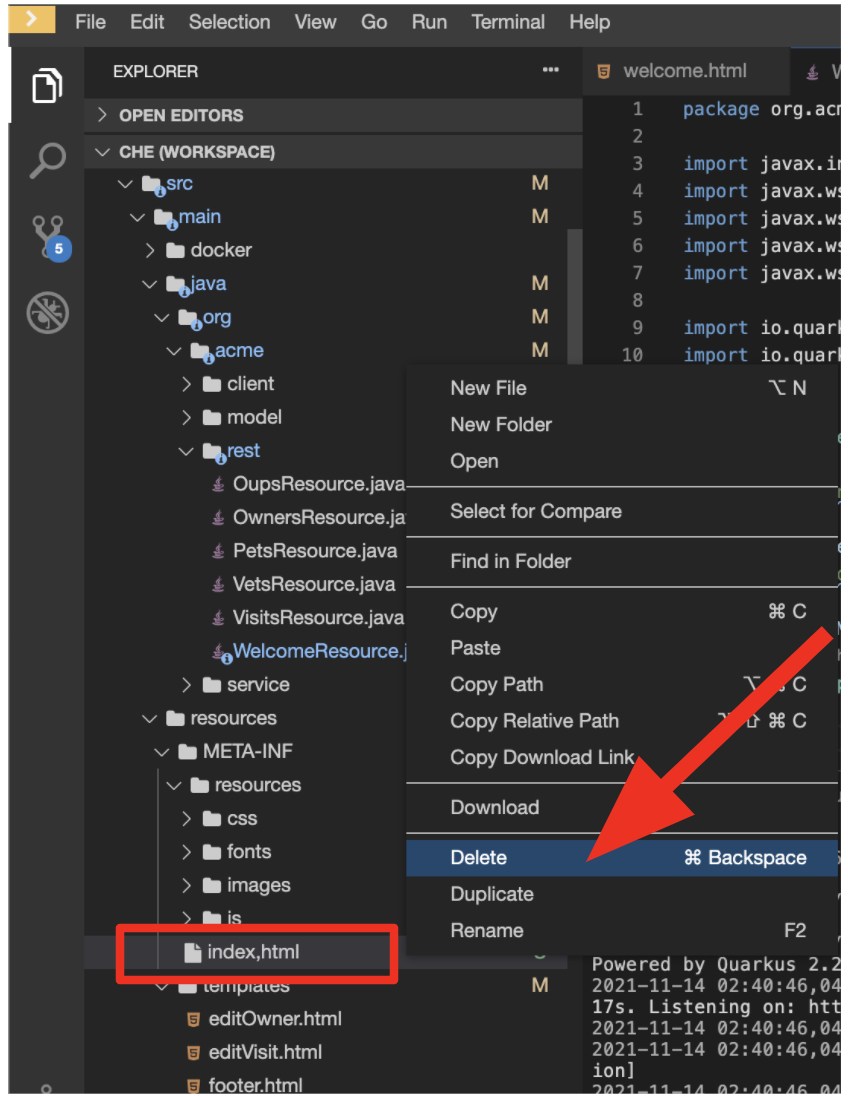 File Edit Selection View Go Run Terminal Help
EXPLORER
OPEN EDITORS
CHE (WORKSPACE)
src M
main M
docker
java M
org M
acme M
client
model
rest
OupsResource.java
OwnersResource.ja
PetsResource.java
VetsResource.java
VisitsResource.java
WelcomeResource.j
service
resources
META-INF
resources
css
fonts
images
js
index,html
templates M
editOwner.html
editVisit.html
footer.html
5
welcome.html W
1 package org.acm
2
3 import javax.in
4 import javax.ws
5 import javax.ws
6 import javax.ws
7 import javax.ws
8
9 import io.quark
10 import io.quark
New File ⌥ N
New Folder
Open
Select for Compare
Find in Folder
Copy ⌘ C
Paste
Copy Path ⌥ ⌘ C
Copy Relative Path ⌥ ⇧ ⌘ C
Copy Download Link
Download
Delete ⌘ Backspace
Duplicate
Rename F2
Powered by Quarkus 2.2
2021-11-14 02:40:46,04
17s. Listening on: htt
2021-11-14 02:40:46,04
2021-11-14 02:40:46,04
ion]
2021-11-14 02:40:46,04